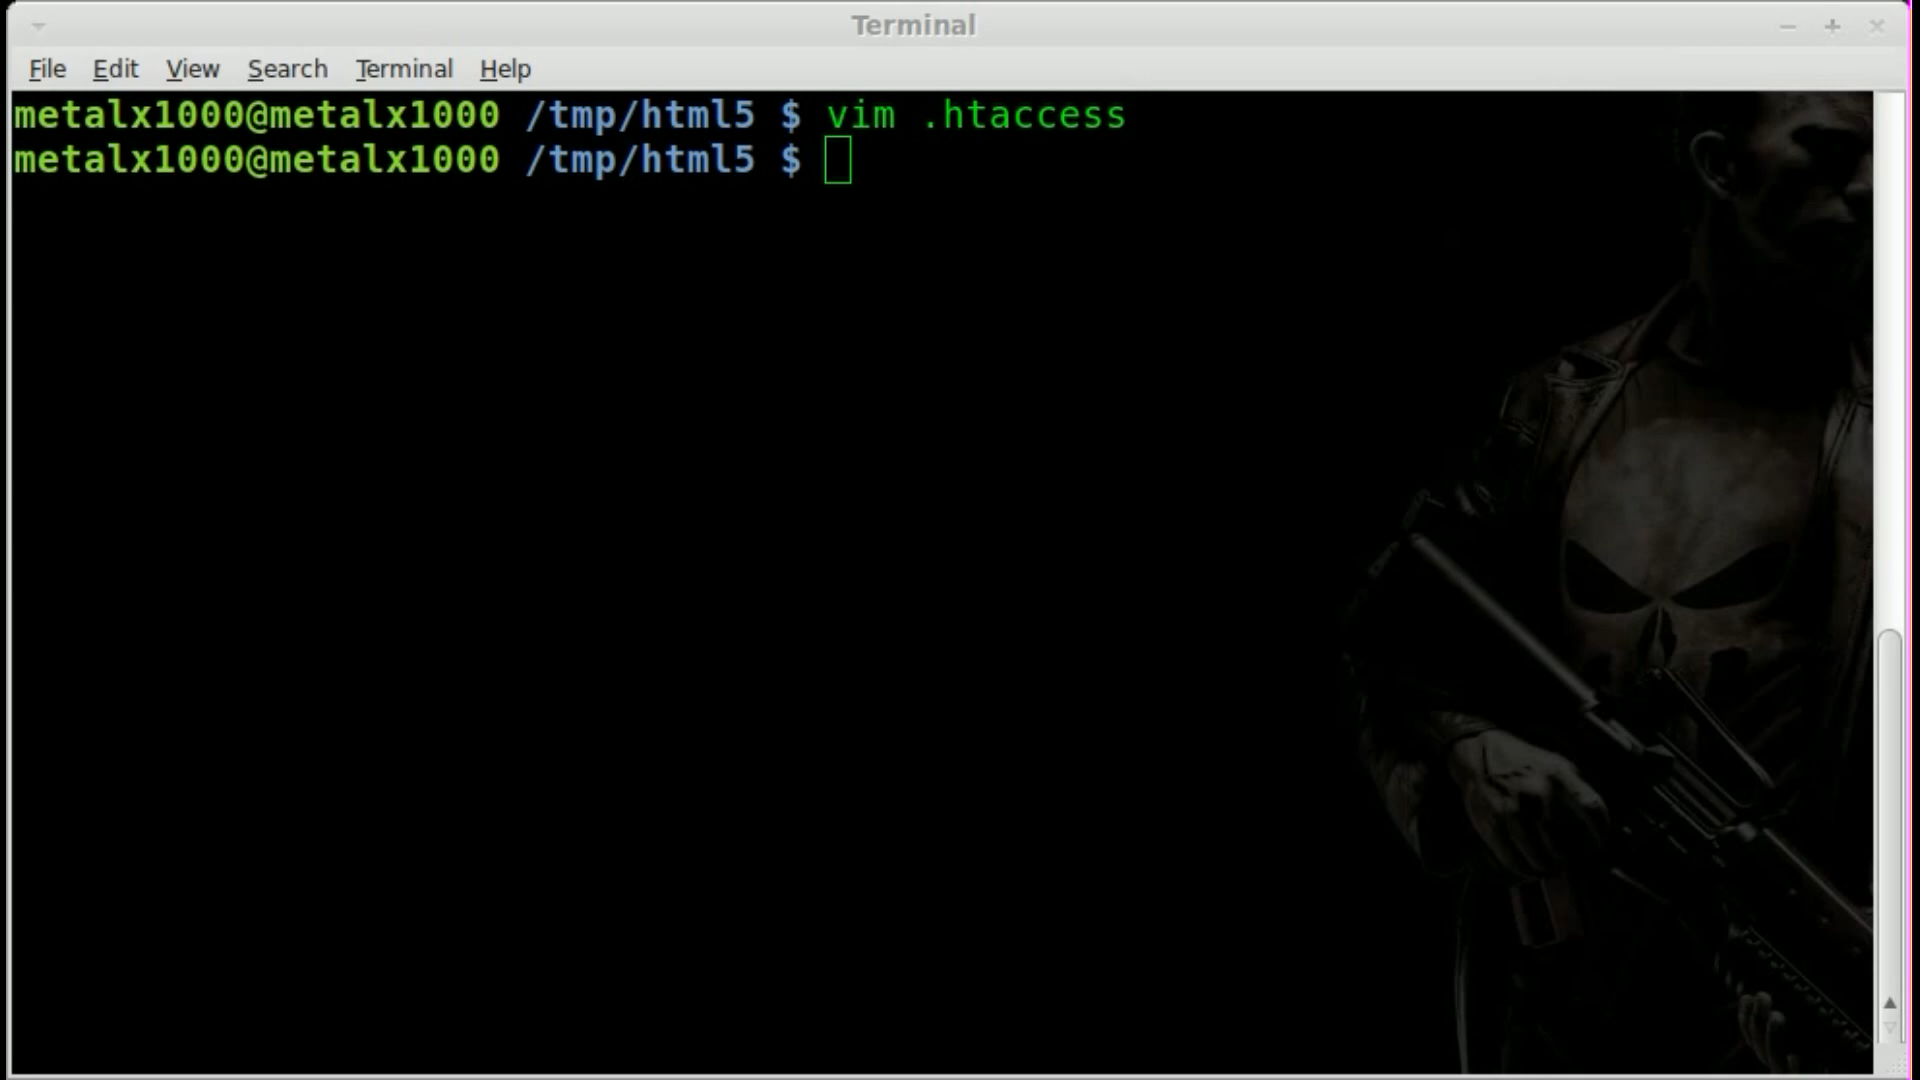 Terminal
File Edit View Search Terminal Help
metalx1000@metalx1000 /tmp/html5 $ vim .htaccess
metalx1000@metalx1000 /tmp/html5 $